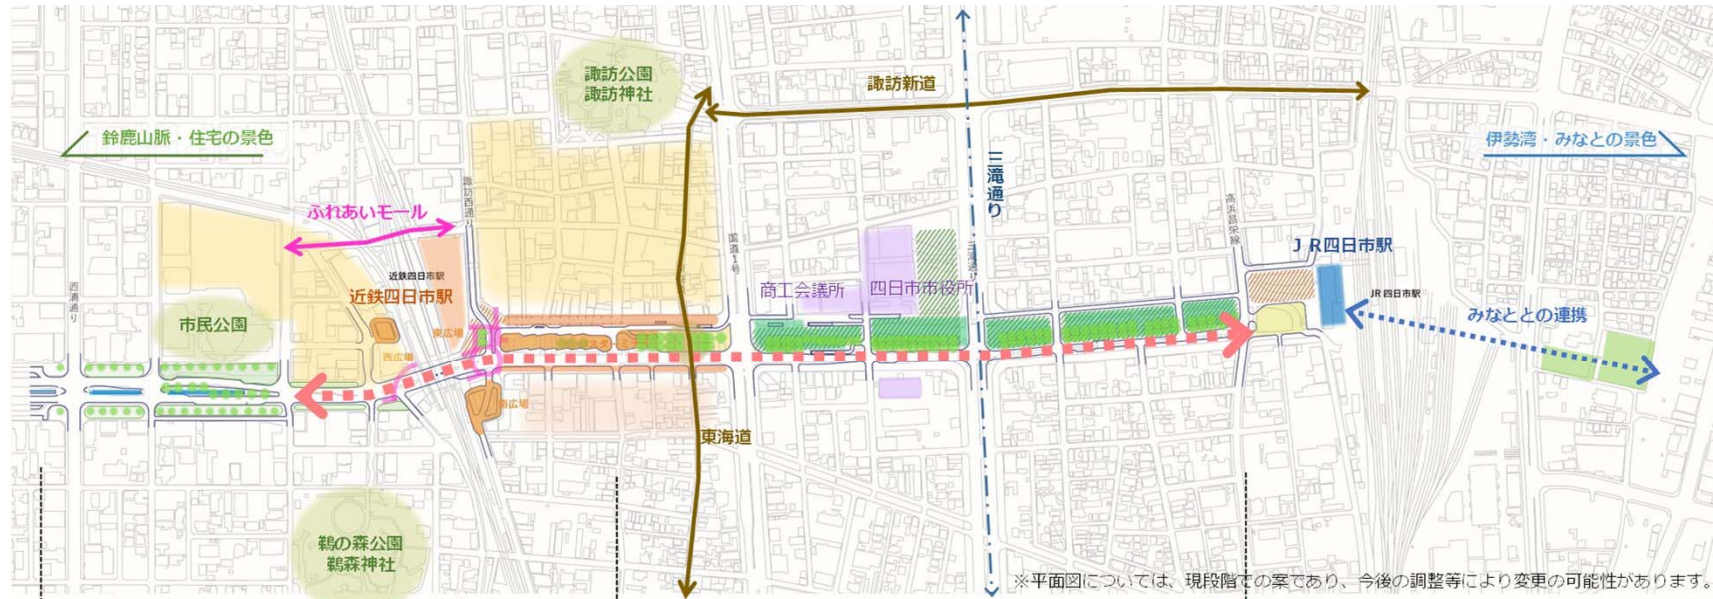 諏訪公園
諏訪神社
諏訪新道
鈴鹿山脈・住宅の景色
伊勢湾・みなとの景色
三滝通り
諏訪西通り
ふれあいモール
高浜昌栄線
国道1号
三滝通り
JR四日市駅
近鉄四日市駅
近鉄四日市駅
商工会議所
四日市市役所
JR四日市駅
西浦通り
市民公園
東広場
みなととの連携
西広場
南広場
東海道
鵜の森公園
鵜森神社
※平面図については、現段階での案であり、今後の調整等により変更の可能性があります。